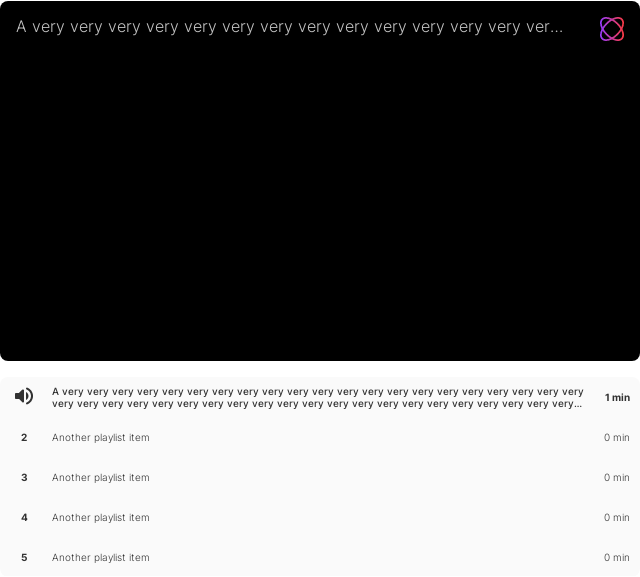 A very very very very very very very very very very very very very ver...
A very very very very very very very very very very very very very very very very very very very very very
very very very very very very very very very very very very very very very very very very very very very...
1 min
2 Another playlist item 0 min
3 Another playlist item 0 min
4 Another playlist item 0 min
5 Another playlist item 0 min